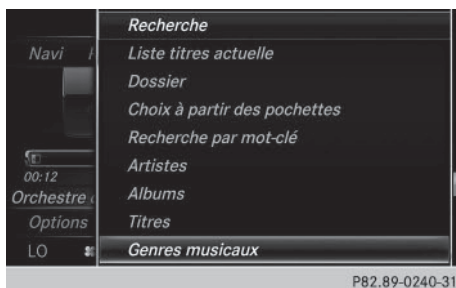 Recherche
Navi
Liste titres actuelle
Dossier
Choix à partir des pochettes
Recherche par mot-clé
00:12
Artistes
Orchestre
Albums
Options
Titres
LO
Genres musicaux
P82.89-0240-31